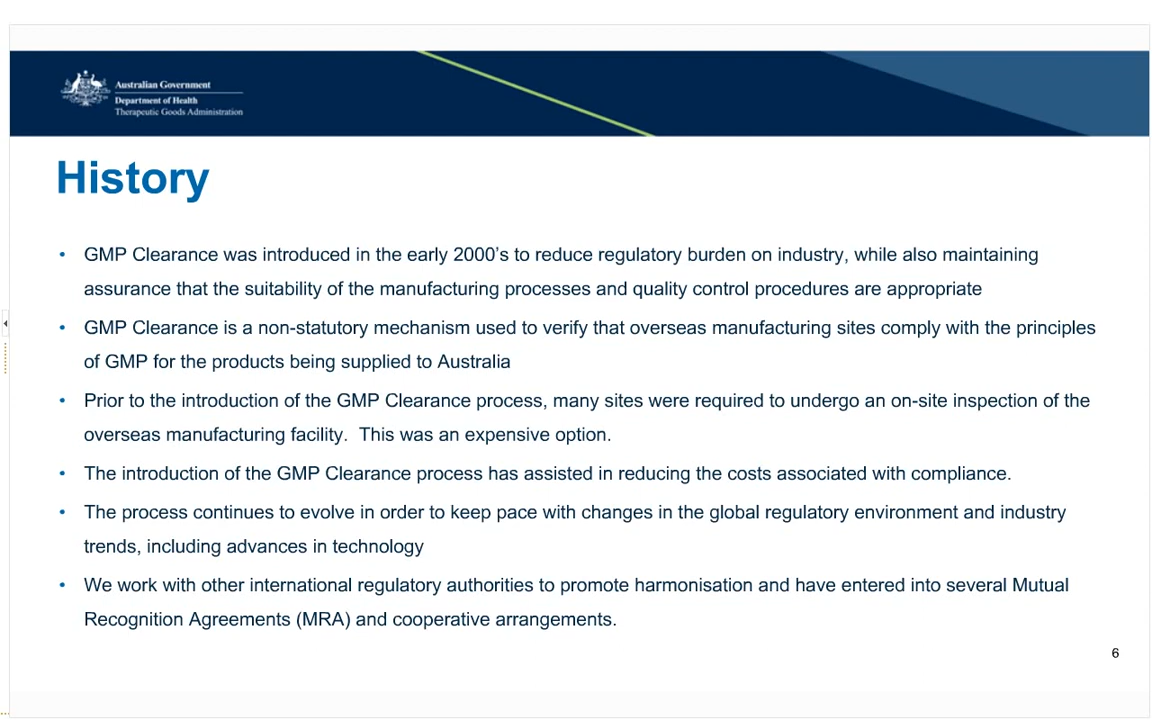 Australian Government
Department of Health
Therapeutic Goods Administration
History
• GMP Clearance was introduced in the early 2000’s to reduce regulatory burden on industry, while also maintaining
assurance that the suitability of the manufacturing processes and quality control procedures are appropriate
• GMP Clearance is a non-statutory mechanism used to verify that overseas manufacturing sites comply with the principles
of GMP for the products being supplied to Australia
• Prior to the introduction of the GMP Clearance process, many sites were required to undergo an on-site inspection of the
overseas manufacturing facility.  This was an expensive option.
• The introduction of the GMP Clearance process has assisted in reducing the costs associated with compliance.
• The process continues to evolve in order to keep pace with changes in the global regulatory environment and industry
trends, including advances in technology
• We work with other international regulatory authorities to promote harmonisation and have entered into several Mutual
Recognition Agreements (MRA) and cooperative arrangements.
6